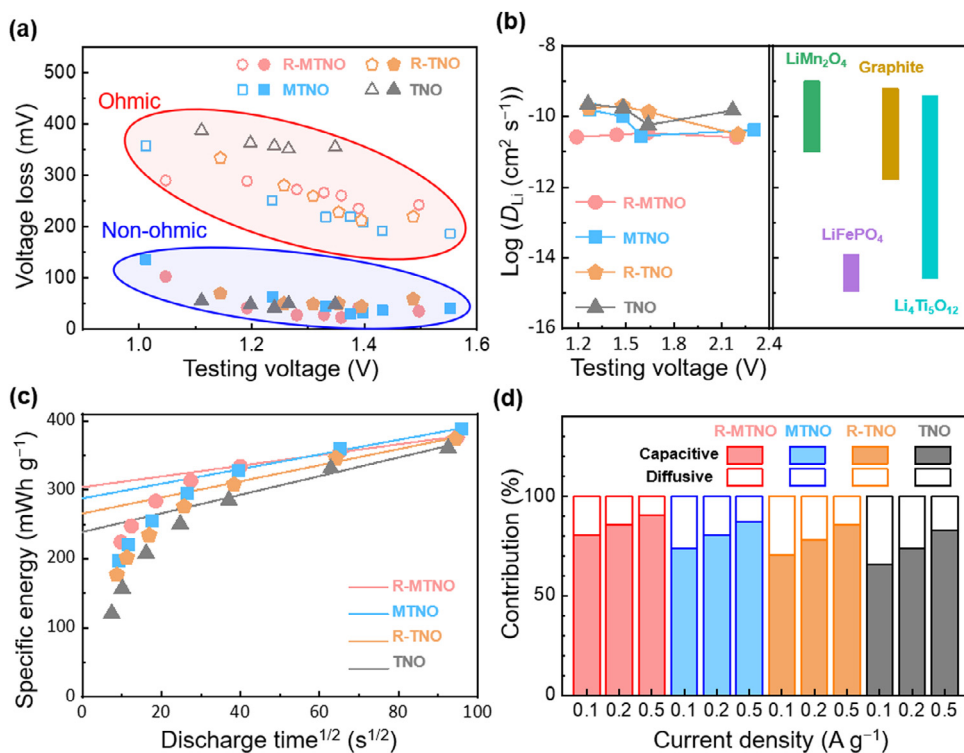 (a)
500
400
300
200
100
0
Voltage loss (mV)
R-MTNO
R-TNO
MTNO
TNO
Ohmic
Non-ohmic
1.0
1.2
1.4
1.6
Testing voltage (V)
(b)
-8
-10
-12
-14
-16
Log (D_Li (cm² s⁻¹))
R-MTNO
MTNO
R-TNO
TNO
1.2
1.5
1.8
2.1
2.4
Testing voltage (V)
LiMn₂O₄
Graphite
LiFePO₄
Li₄Ti₅O₁₂
(c)
400
300
200
100
0
Specific energy (mWh g⁻¹)
R-MTNO
MTNO
R-TNO
TNO
0
20
40
60
80
100
Discharge time¹/² (s¹/²)
(d)
R-MTNO MTNO R-TNO TNO
Capacitive
Diffusive
100
50
0
Contribution (%)
0.1 0.2 0.5 0.1 0.2 0.5 0.1 0.2 0.5 0.1 0.2 0.5
Current density (A g⁻¹)